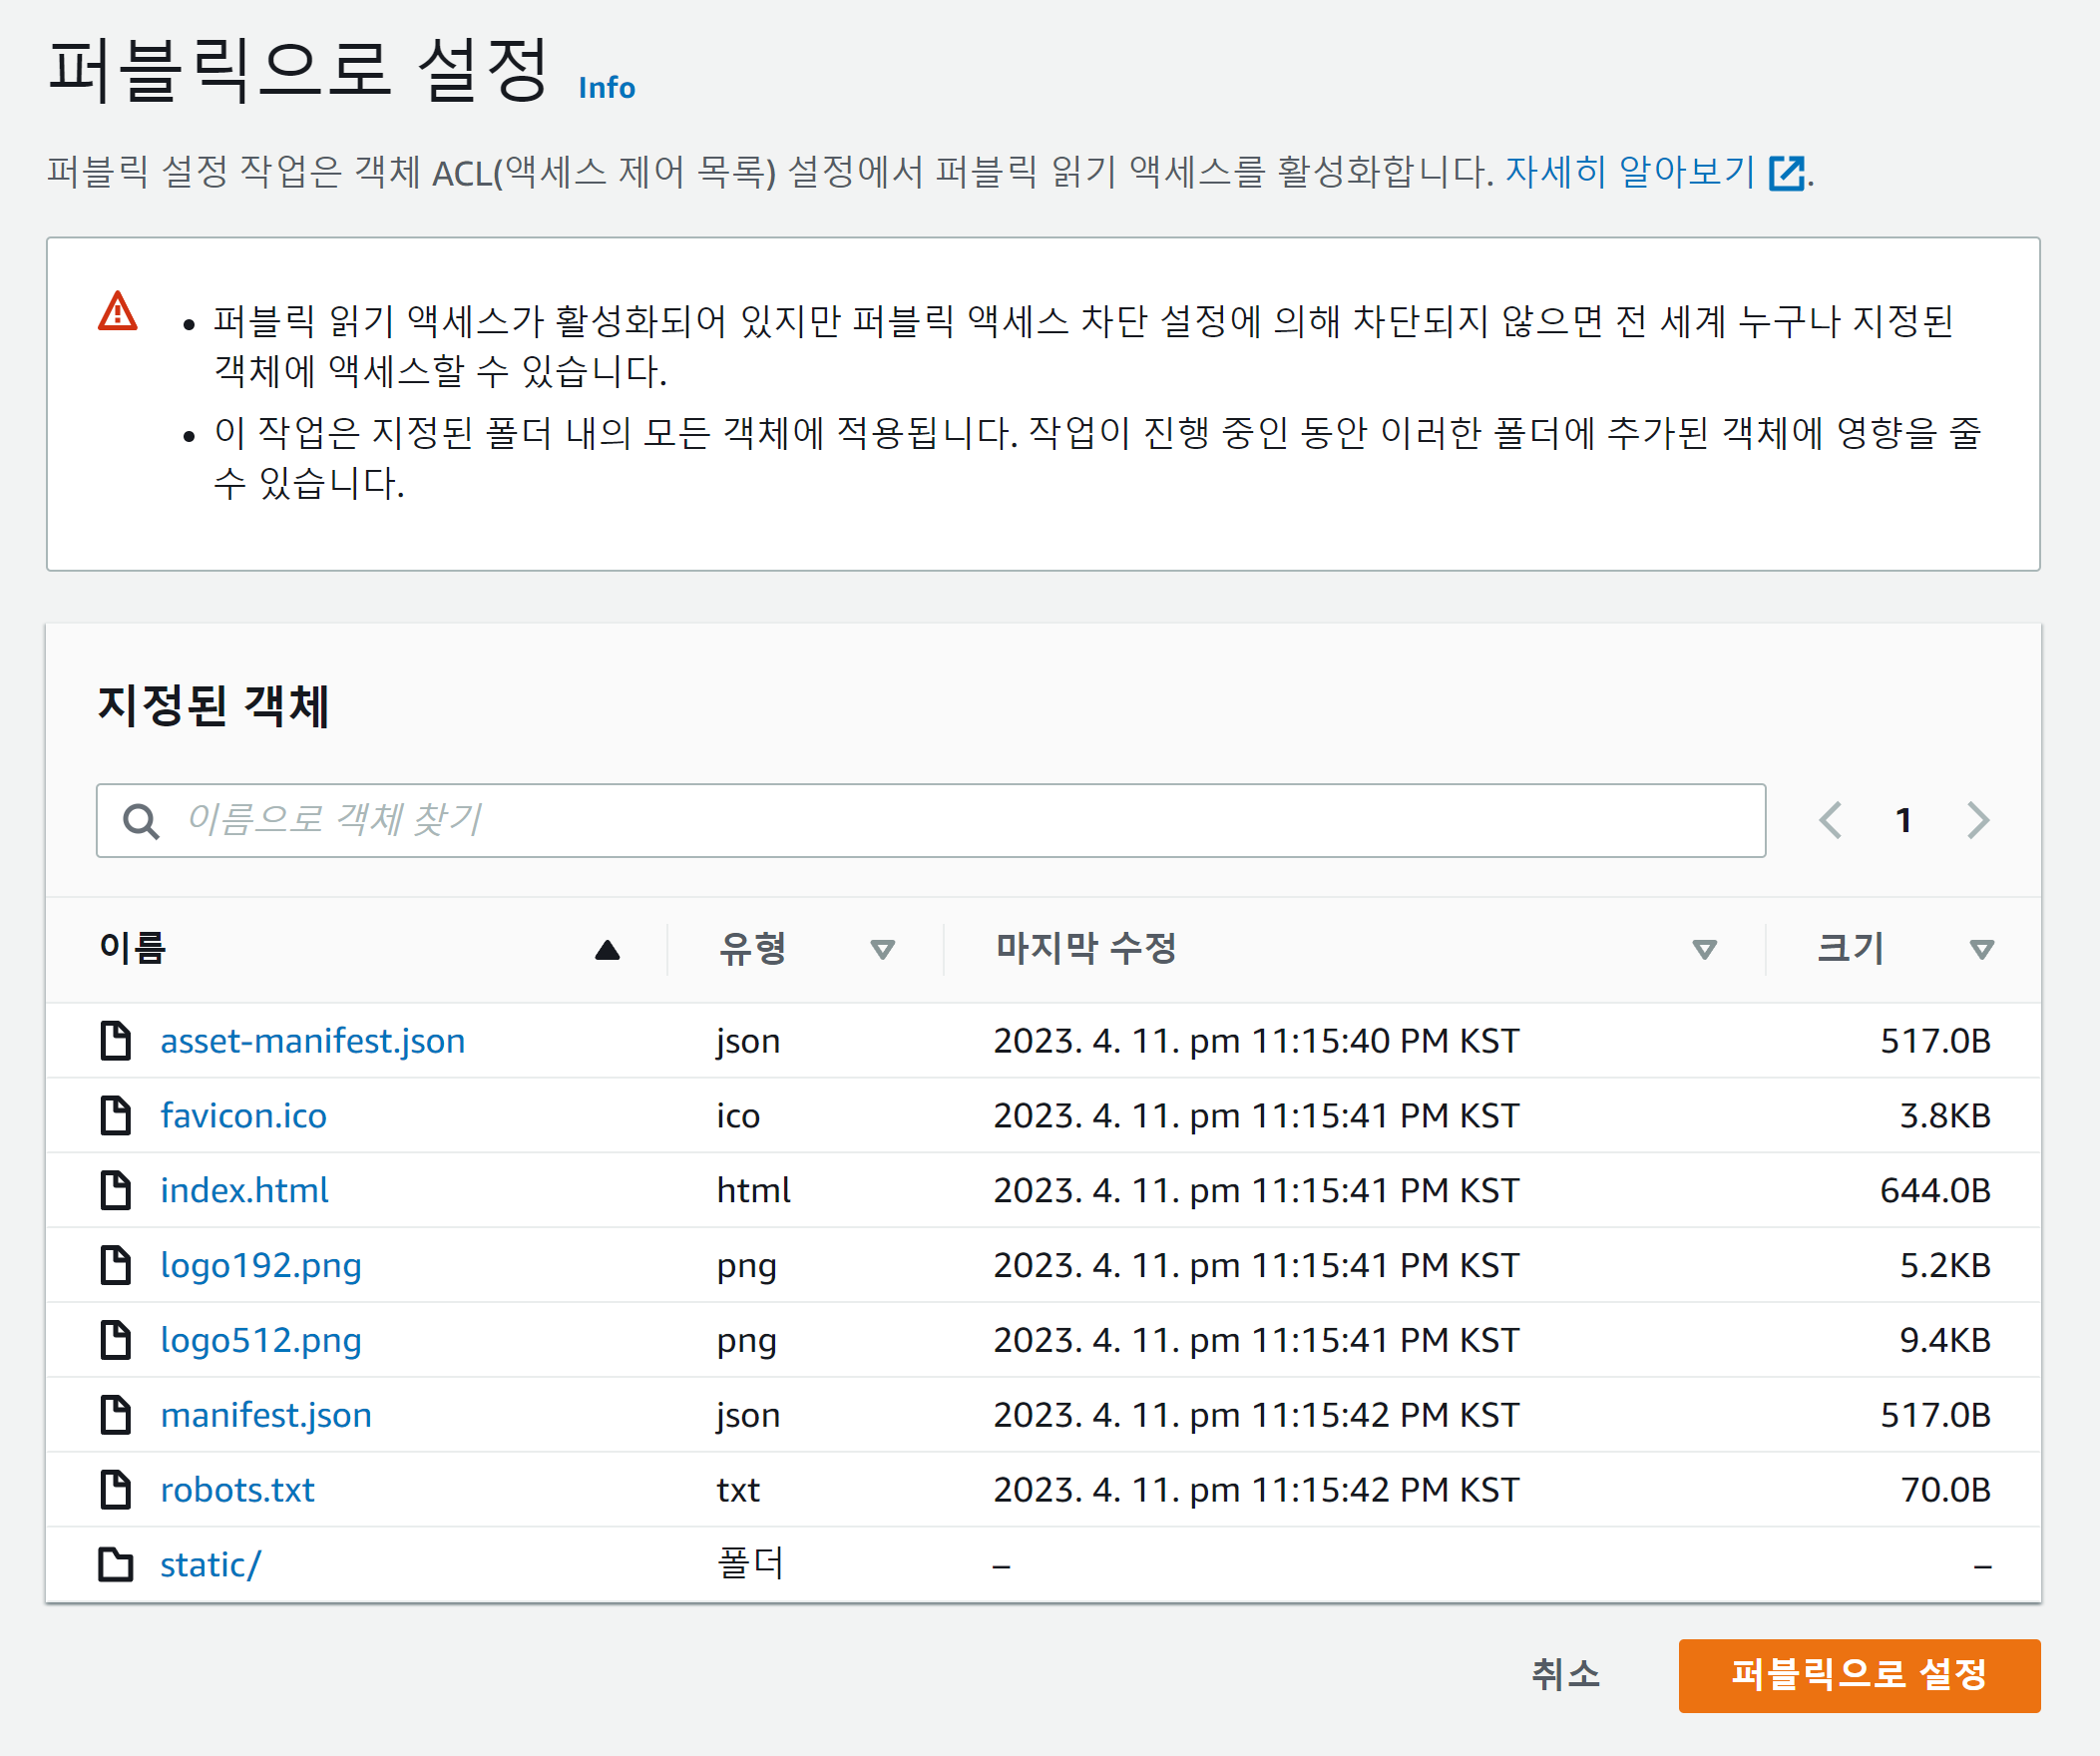 퍼블릭으로 설정 Info
퍼블릭 설정 작업은 객체 ACL(액세스 제어 목록) 설정에서 퍼블릭 읽기 액세스를 활성화합니다. 자세히 알아보기 .
• 퍼블릭 읽기 액세스가 활성화되어 있지만 퍼블릭 액세스 차단 설정에 의해 차단되지 않으면 전 세계 누구나 지정된
객체에 액세스할 수 있습니다.
• 이 작업은 지정된 폴더 내의 모든 객체에 적용됩니다. 작업이 진행 중인 동안 이러한 폴더에 추가된 객체에 영향을 줄
수 있습니다.
지정된 객체
이름으로 객체 찾기 1
이름 유형 마지막 수정 크기
asset-manifest.json json 2023. 4. 11. pm 11:15:40 PM KST 517.0B
favicon.ico ico 2023. 4. 11. pm 11:15:41 PM KST 3.8KB
index.html html 2023. 4. 11. pm 11:15:41 PM KST 644.0B
logo192.png png 2023. 4. 11. pm 11:15:41 PM KST 5.2KB
logo512.png png 2023. 4. 11. pm 11:15:41 PM KST 9.4KB
manifest.json json 2023. 4. 11. pm 11:15:42 PM KST 517.0B
robots.txt txt 2023. 4. 11. pm 11:15:42 PM KST 70.0B
static/ 폴더 – –
취소 퍼블릭으로 설정